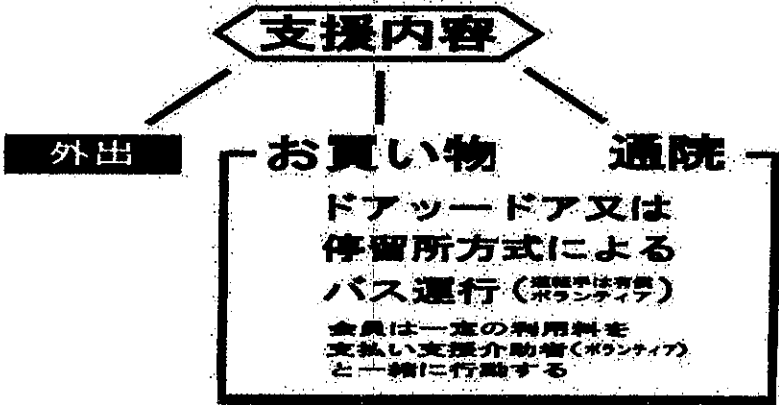 支援内容
外出
お買い物
通院
ドアツードア又は
停留所方式による
バス運行(運転手は有償ボランティア)
会員は一定の利用料を
支払い支援介助者(ボランティア)
と一緒に行動する